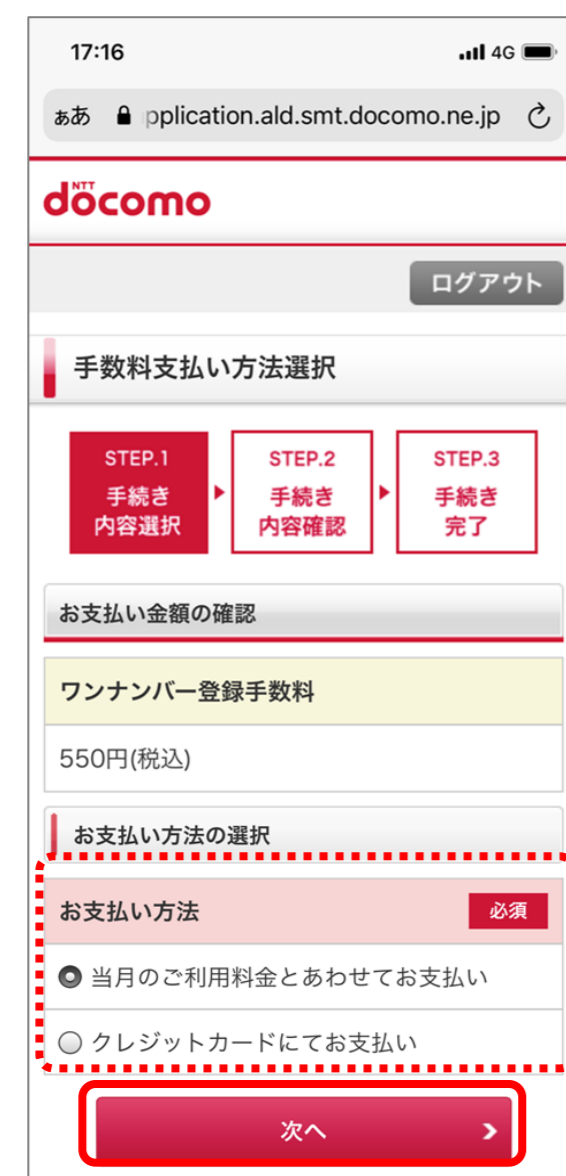 17:16
4G
ぁあ pplication.ald.smt.docomo.ne.jp
NTT
döcomo
ログアウト
手数料支払い方法選択
STEP.1
手続き
内容選択
STEP.2
手続き
内容確認
STEP.3
手続き
完了
お支払い金額の確認
ワンナンバー登録手数料
550円(税込)
お支払い方法の選択
お支払い方法 必須
当月のご利用料金とあわせてお支払い
クレジットカードにてお支払い
次へ